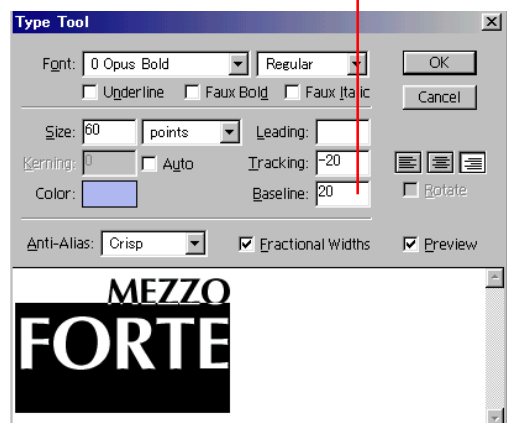 Type Tool
Font: 0 Opus Bold Regular OK
Underline Faux Bold Faux Italic Cancel
Size: 60 points Leading:
Kerning: 0 Auto Tracking: -20
Color: Baseline: 20 Rotate
Anti-Alias: Crisp Fractional Widths Preview
MEZZO
FORTE